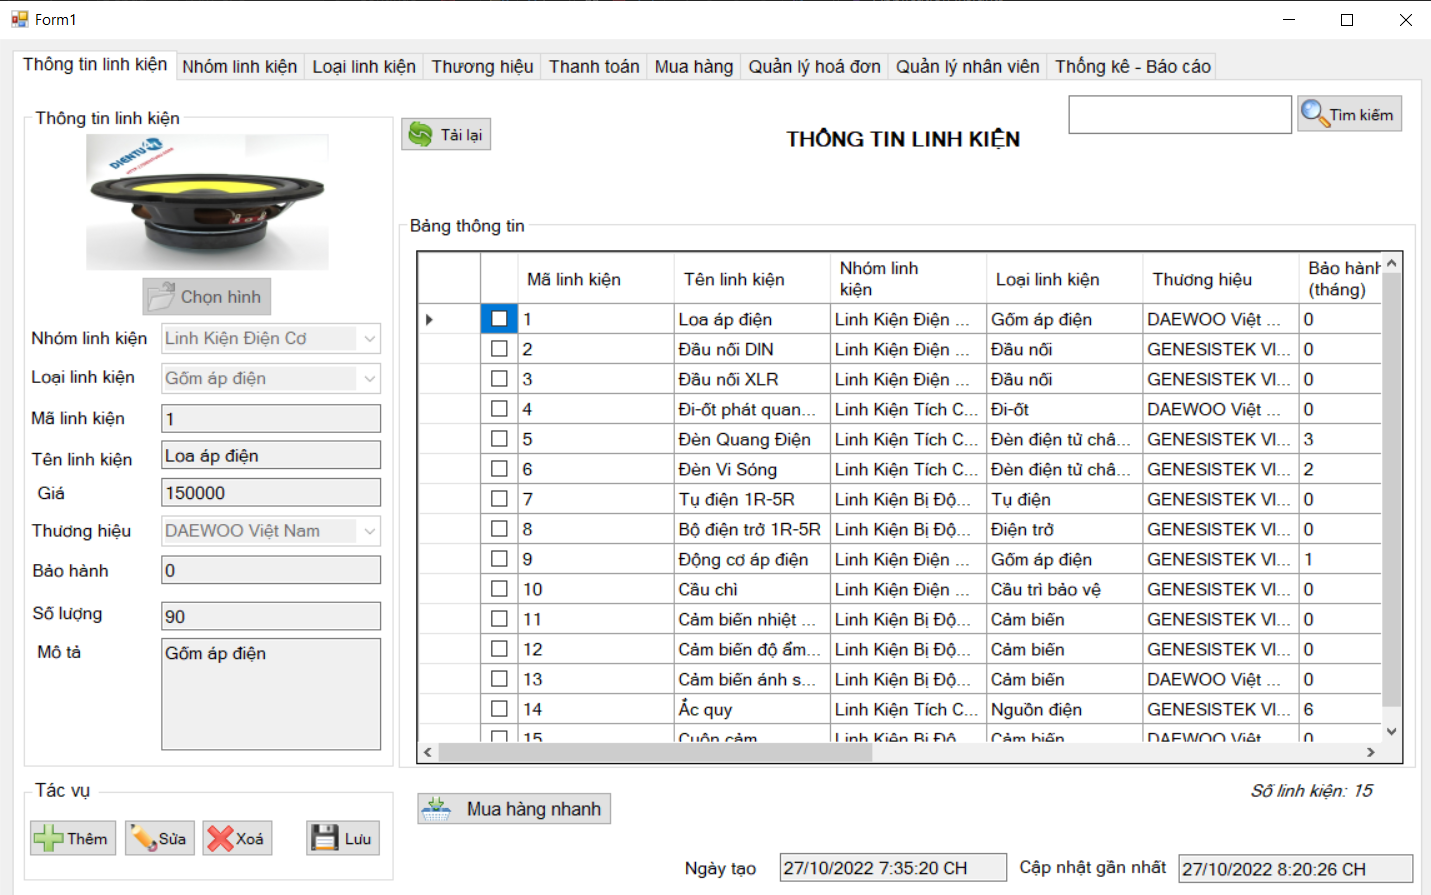 Form1
Thông tin linh kiện
Nhóm linh kiện
Loại linh kiện
Thương hiệu
Thanh toán
Mua hàng
Quản lý hoá đơn
Quản lý nhân viên
Thống kê - Báo cáo
Thông tin linh kiện
DIENTU
Chọn hình
Nhóm linh kiện Linh Kiện Điện Cơ
Loại linh kiện Gốm áp điện
Mã linh kiện 1
Tên linh kiện Loa áp điện
Giá 150000
Thương hiệu DAEWOO Việt Nam
Bảo hành 0
Số lượng 90
Mô tả Gốm áp điện
Tác vụ
Thêm Sửa Xoá Lưu
Tải lại
THÔNG TIN LINH KIỆN
Tìm kiếm
Bảng thông tin
Mã linh kiện Tên linh kiện Nhóm linh kiện Loại linh kiện Thương hiệu Bảo hành (tháng)
1 Loa áp điện Linh Kiện Điện ... Gốm áp điện DAEWOO Việt ... 0
2 Đầu nối DIN Linh Kiện Điện ... Đầu nối GENESISTEK VI... 0
3 Đầu nối XLR Linh Kiện Điện ... Đầu nối GENESISTEK VI... 0
4 Đi-ốt phát quan... Linh Kiện Tích C... Đi-ốt DAEWOO Việt ... 0
5 Đèn Quang Điện Linh Kiện Tích C... Đèn điện tử châ... GENESISTEK VI... 3
6 Đèn Vi Sóng Linh Kiện Tích C... Đèn điện tử châ... GENESISTEK VI... 2
7 Tụ điện 1R-5R Linh Kiện Bị Độ... Tụ điện GENESISTEK VI... 0
8 Bộ điện trở 1R-5R Linh Kiện Bị Độ... Điện trở GENESISTEK VI... 0
9 Động cơ áp điện Linh Kiện Điện ... Gốm áp điện GENESISTEK VI... 1
10 Cầu chì Linh Kiện Điện ... Cầu trì bảo vệ GENESISTEK VI... 0
11 Cảm biến nhiệt ... Linh Kiện Bị Độ... Cảm biến GENESISTEK VI... 0
12 Cảm biến độ ẩm... Linh Kiện Bị Độ... Cảm biến GENESISTEK VI... 0
13 Cảm biến ánh s... Linh Kiện Bị Độ... Cảm biến DAEWOO Việt ... 0
14 Ắc quy Linh Kiện Tích C... Nguồn điện GENESISTEK VI... 6
15 Cuộn cảm Linh Kiện Bị Độ... Cảm biến DAEWOO Việt ... 0
Số linh kiện: 15
Mua hàng nhanh
Ngày tạo 27/10/2022 7:35:20 CH Cập nhật gần nhất 27/10/2022 8:20:26 CH